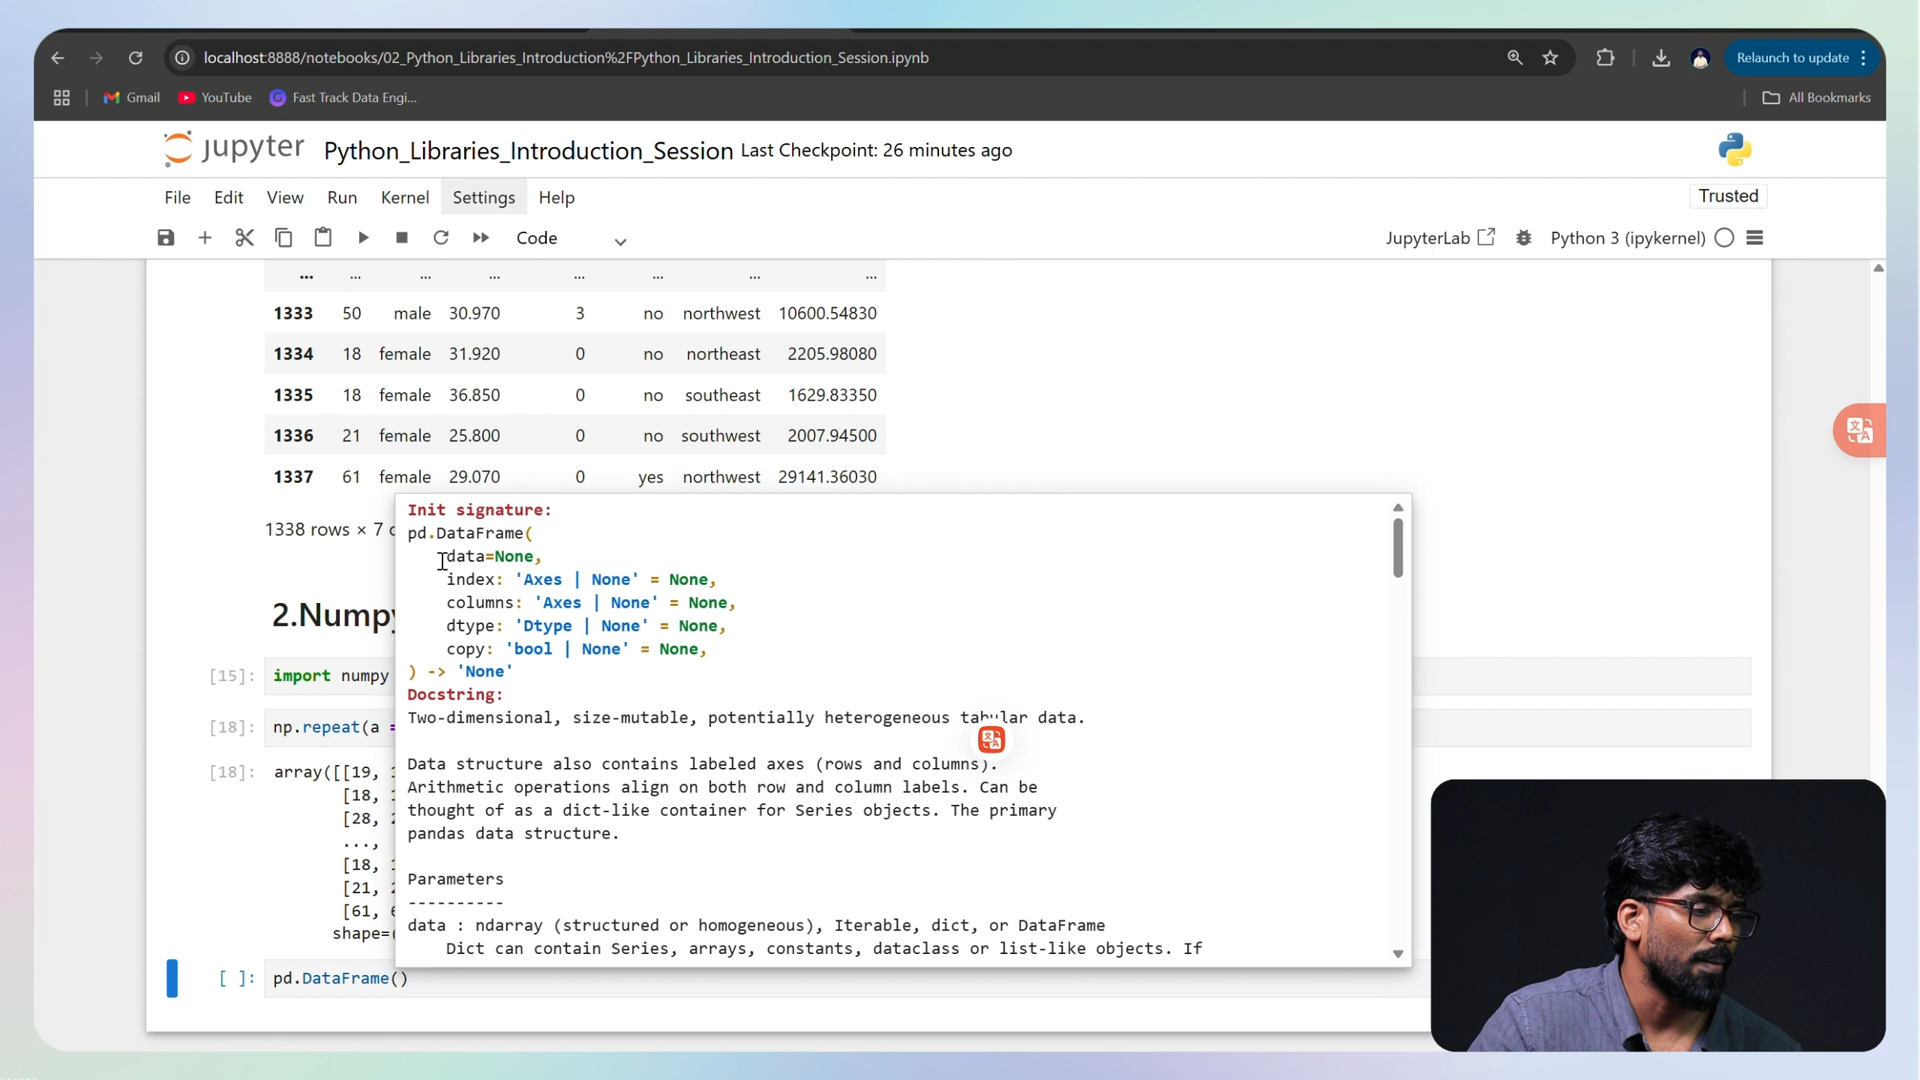 localhost:8888/notebooks/02_Python_Libraries_Introduction%2FPython_Libraries_Introduction_Session.ipynb
Relaunch to update
Gmail
YouTube
Fast Track Data Engi...
All Bookmarks
jupyter
Python_Libraries_Introduction_Session
Last Checkpoint: 26 minutes ago
File Edit View Run Kernel Settings Help
Trusted
Code
JupyterLab
Python 3 (ipykernel)
... ... ... ... ... ... ... ...
1333 50 male 30.970 3 no northwest 10600.54830
1334 18 female 31.920 0 no northeast 2205.98080
1335 18 female 36.850 0 no southeast 1629.83350
1336 21 female 25.800 0 no southwest 2007.94500
1337 61 female 29.070 0 yes northwest 29141.36030
1338 rows × 7 c
Init signature:
pd.DataFrame(
data=None,
index: 'Axes | None' = None,
columns: 'Axes | None' = None,
dtype: 'Dtype | None' = None,
copy: 'bool | None' = None,
) -> 'None'
Docstring:
Two-dimensional, size-mutable, potentially heterogeneous tabular data.
Data structure also contains labeled axes (rows and columns).
Arithmetic operations align on both row and column labels. Can be
thought of as a dict-like container for Series objects. The primary
pandas data structure.
Parameters
----------
data : ndarray (structured or homogeneous), Iterable, dict, or DataFrame
Dict can contain Series, arrays, constants, dataclass or list-like objects. If
2.Numpy
[15]: import numpy
[18]: np.repeat(a =
[18]: array([[19,
[18,
[28,
...,
[18,
[21,
[61,
shape=(
[ ]: pd.DataFrame()